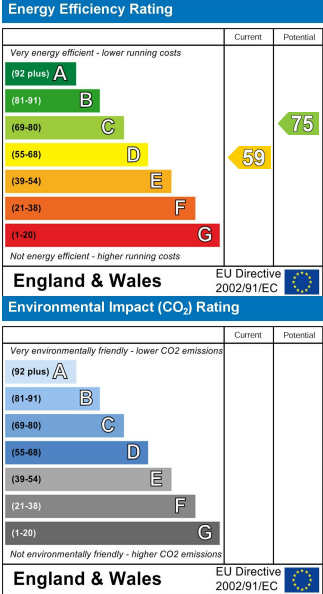 Energy Efficiency Rating
Current Potential
Very energy efficient - lower running costs
(92 plus) A
(81-91) B
(69-80) C
75
(55-68) D
59
(39-54) E
(21-38) F
(1-20) G
Not energy efficient - higher running costs
England & Wales
EU Directive
2002/91/EC
Environmental Impact (CO₂) Rating
Current Potential
Very environmentally friendly - lower CO2 emissions
(92 plus) A
(81-91) B
(69-80) C
(55-68) D
(39-54) E
(21-38) F
(1-20) G
Not environmentally friendly - higher CO2 emissions
England & Wales
EU Directive
2002/91/EC